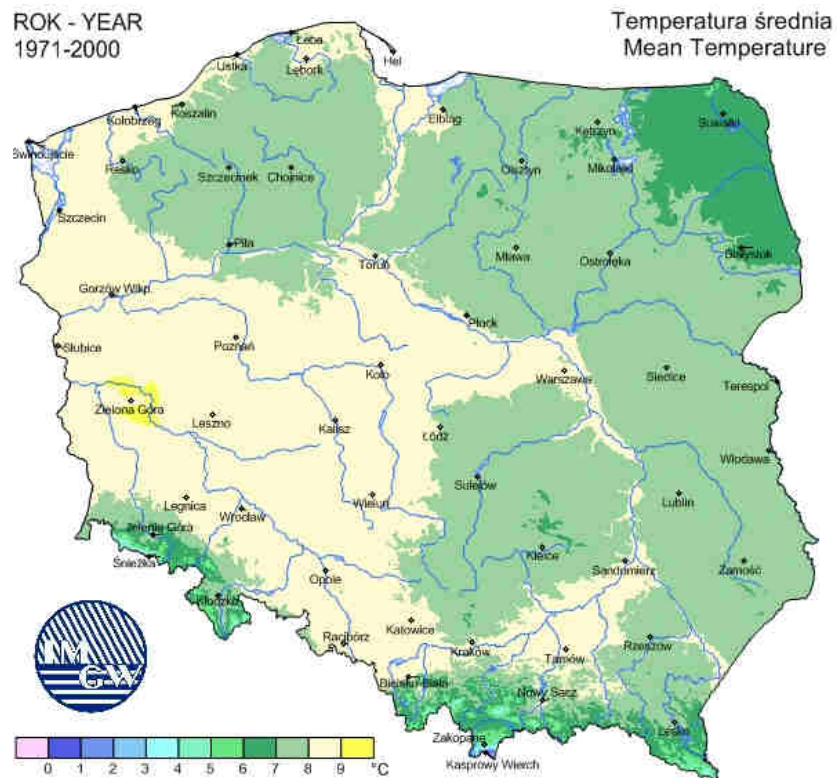 ROK - YEAR
1971-2000
Temperatura średnia
Mean Temperature
Łeba
Hel
Ustka
Lębork
Koszalin
Kołobrzeg
Elbląg
Kętrzyn
Suwałki
Świnoujście
Resko
Szczecinek
Chojnice
Olsztyn
Mikołajki
Szczecin
Piła
Toruń
Mława
Ostrołęka
Białystok
Gorzów Wlkp.
Płock
Słubice
Poznań
Koło
Warszawa
Siedlce
Terespol
Zielona Góra
Leszno
Kalisz
Łódź
Włodawa
Sulejów
Legnica
Wrocław
Wieluń
Lublin
Jelenia Góra
Śnieżka
Opole
Kielce
Sandomierz
Zamość
Kłodzko
Racibórz
Katowice
Kraków
Tarnów
Rzeszów
Bielsko-Biała
Nowy Sącz
Lesko
Zakopane
Kasprowy Wierch
IM
GW
0 1 2 3 4 5 6 7 8 9 °C